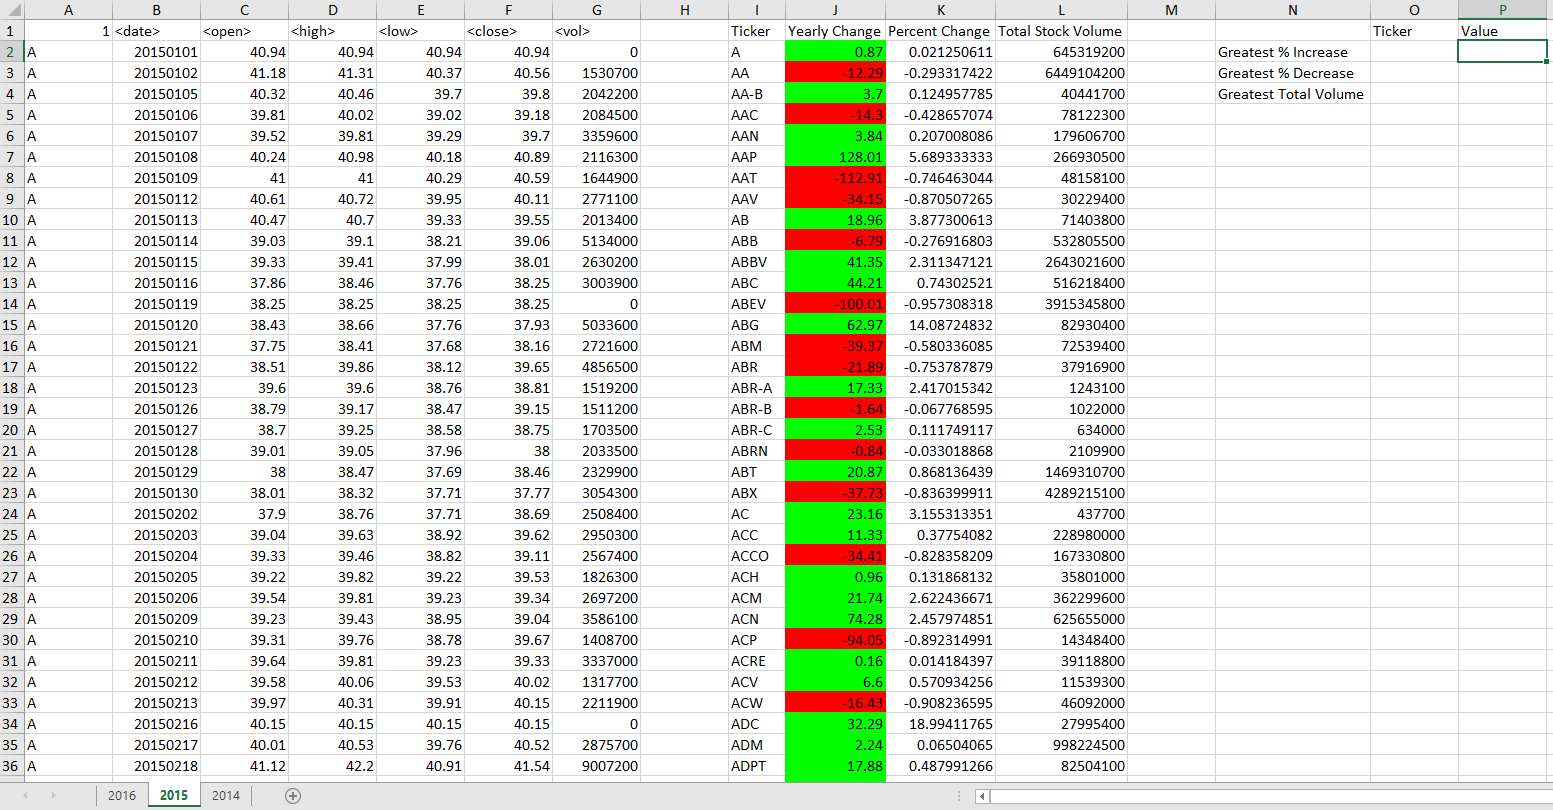 A B C D E F G H I J K L M N O P
1 1 <date> <open> <high> <low> <close> <vol> Ticker Yearly Change Percent Change Total Stock Volume Ticker Value
2 A 20150101 40.94 40.94 40.94 40.94 0 A 0.87 0.021250611 645319200 Greatest % Increase
3 A 20150102 41.18 41.31 40.37 40.56 1530700 AA -12.29 -0.293317422 6449104200 Greatest % Decrease
4 A 20150105 40.32 40.46 39.7 39.8 2042200 AA-B 3.7 0.124957785 40441700 Greatest Total Volume
5 A 20150106 39.81 40.02 39.02 39.18 2084500 AAC -14.3 -0.428657074 78122300
6 A 20150107 39.52 39.81 39.29 39.7 3359600 AAN 3.84 0.207008086 179606700
7 A 20150108 40.24 40.98 40.18 40.89 2116300 AAP 128.01 5.689333333 266930500
8 A 20150109 41 41 40.29 40.59 1644900 AAT -112.91 -0.746463044 48158100
9 A 20150112 40.61 40.72 39.95 40.11 2771100 AAV -34.15 -0.870507265 30229400
10 A 20150113 40.47 40.7 39.33 39.55 2013400 AB 18.96 3.877300613 71403800
11 A 20150114 39.03 39.1 38.21 39.06 5134000 ABB -6.79 -0.276916803 532805500
12 A 20150115 39.33 39.41 37.99 38.01 2630200 ABBV 41.35 2.311347121 2643021600
13 A 20150116 37.86 38.46 37.76 38.25 3003900 ABC 44.21 0.74302521 516218400
14 A 20150119 38.25 38.25 38.25 38.25 0 ABEV -100.01 -0.957308318 3915345800
15 A 20150120 38.43 38.66 37.76 37.93 5033600 ABG 62.97 14.08724832 82930400
16 A 20150121 37.75 38.41 37.68 38.16 2721600 ABM -39.37 -0.580336085 72539400
17 A 20150122 38.51 39.86 38.12 39.65 4856500 ABR -21.89 -0.753787879 37916900
18 A 20150123 39.6 39.6 38.76 38.81 1519200 ABR-A 17.33 2.417015342 1243100
19 A 20150126 38.79 39.17 38.47 39.15 1511200 ABR-B -1.64 -0.067768595 1022000
20 A 20150127 38.7 39.25 38.58 38.75 1703500 ABR-C 2.53 0.111749117 634000
21 A 20150128 39.01 39.05 37.96 38 2033500 ABRN -0.84 -0.033018868 2109900
22 A 20150129 38 38.47 37.69 38.46 2329900 ABT 20.87 0.868136439 1469310700
23 A 20150130 38.01 38.32 37.71 37.77 3054300 ABX -37.73 -0.836399911 4289215100
24 A 20150202 37.9 38.76 37.71 38.69 2508400 AC 23.16 3.155313351 437700
25 A 20150203 39.04 39.63 38.92 39.62 2950300 ACC 11.33 0.37754082 228980000
26 A 20150204 39.33 39.46 38.82 39.11 2567400 ACCO -34.41 -0.828358209 167330800
27 A 20150205 39.22 39.82 39.22 39.53 1826300 ACH 0.96 0.131868132 35801000
28 A 20150206 39.54 39.81 39.23 39.34 2697200 ACM 21.74 2.622436671 362299600
29 A 20150209 39.23 39.43 38.95 39.04 3586100 ACN 74.28 2.457974851 625655000
30 A 20150210 39.31 39.76 38.78 39.67 1408700 ACP -94.05 -0.892314991 14348400
31 A 20150211 39.64 39.81 39.23 39.33 3337000 ACRE 0.16 0.014184397 39118800
32 A 20150212 39.58 40.06 39.53 40.02 1317700 ACV 6.6 0.570934256 11539300
33 A 20150213 39.97 40.31 39.91 40.15 2211900 ACW -16.43 -0.908236595 46092000
34 A 20150216 40.15 40.15 40.15 40.15 0 ADC 32.29 18.99411765 27995400
35 A 20150217 40.01 40.53 39.76 40.52 2875700 ADM 2.24 0.06504065 998224500
36 A 20150218 41.12 42.2 40.91 41.54 9007200 ADPT 17.88 0.487991266 82504100
2016 2015 2014